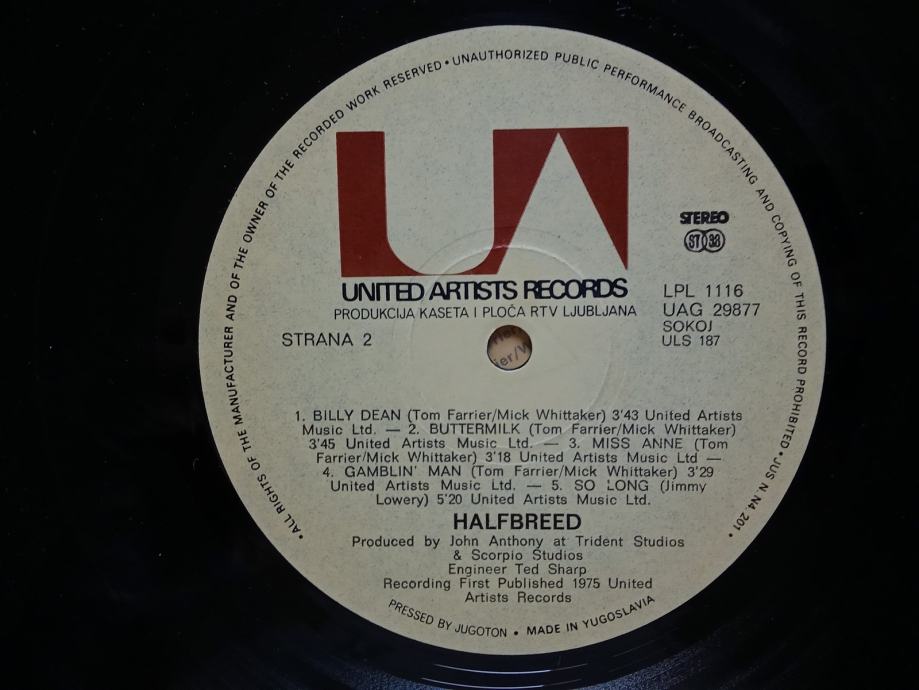 • ALL RIGHTS OF THE MANUFACTURER AND OF THE OWNER OF THE RECORDED WORK RESERVED • UNAUTHORIZED PUBLIC PERFORMANCE BROADCASTING AND COPYING OF THIS RECORD PROHIBITED • JUS N. N4. 201 •
UA
STEREO
ST 33
UNITED ARTISTS RECORDS
PRODUKCIJA KASETA I PLOČA RTV LJUBLJANA
LPL 1116
UAG 29877
SOKOJ
ULS 187
STRANA 2
1. BILLY DEAN (Tom Farrier/Mick Whittaker) 3'43 United Artists
Music Ltd. — 2. BUTTERMILK (Tom Farrier/Mick Whittaker)
3'45 United Artists Music Ltd. — 3. MISS ANNE (Tom
Farrier/Mick Whittaker) 3'18 United Artists Music Ltd —
4. GAMBLIN' MAN (Tom Farrier/Mick Whittaker) 3'29
United Artists Music Ltd. — 5. SO LONG (Jimmy
Lowery) 5'20 United Artists Music Ltd.
HALFBREED
Produced by John Anthony at Trident Studios
& Scorpio Studios
Engineer Ted Sharp
Recording First Published 1975 United
Artists Records
PRESSED BY JUGOTON • MADE IN YUGOSLAVIA